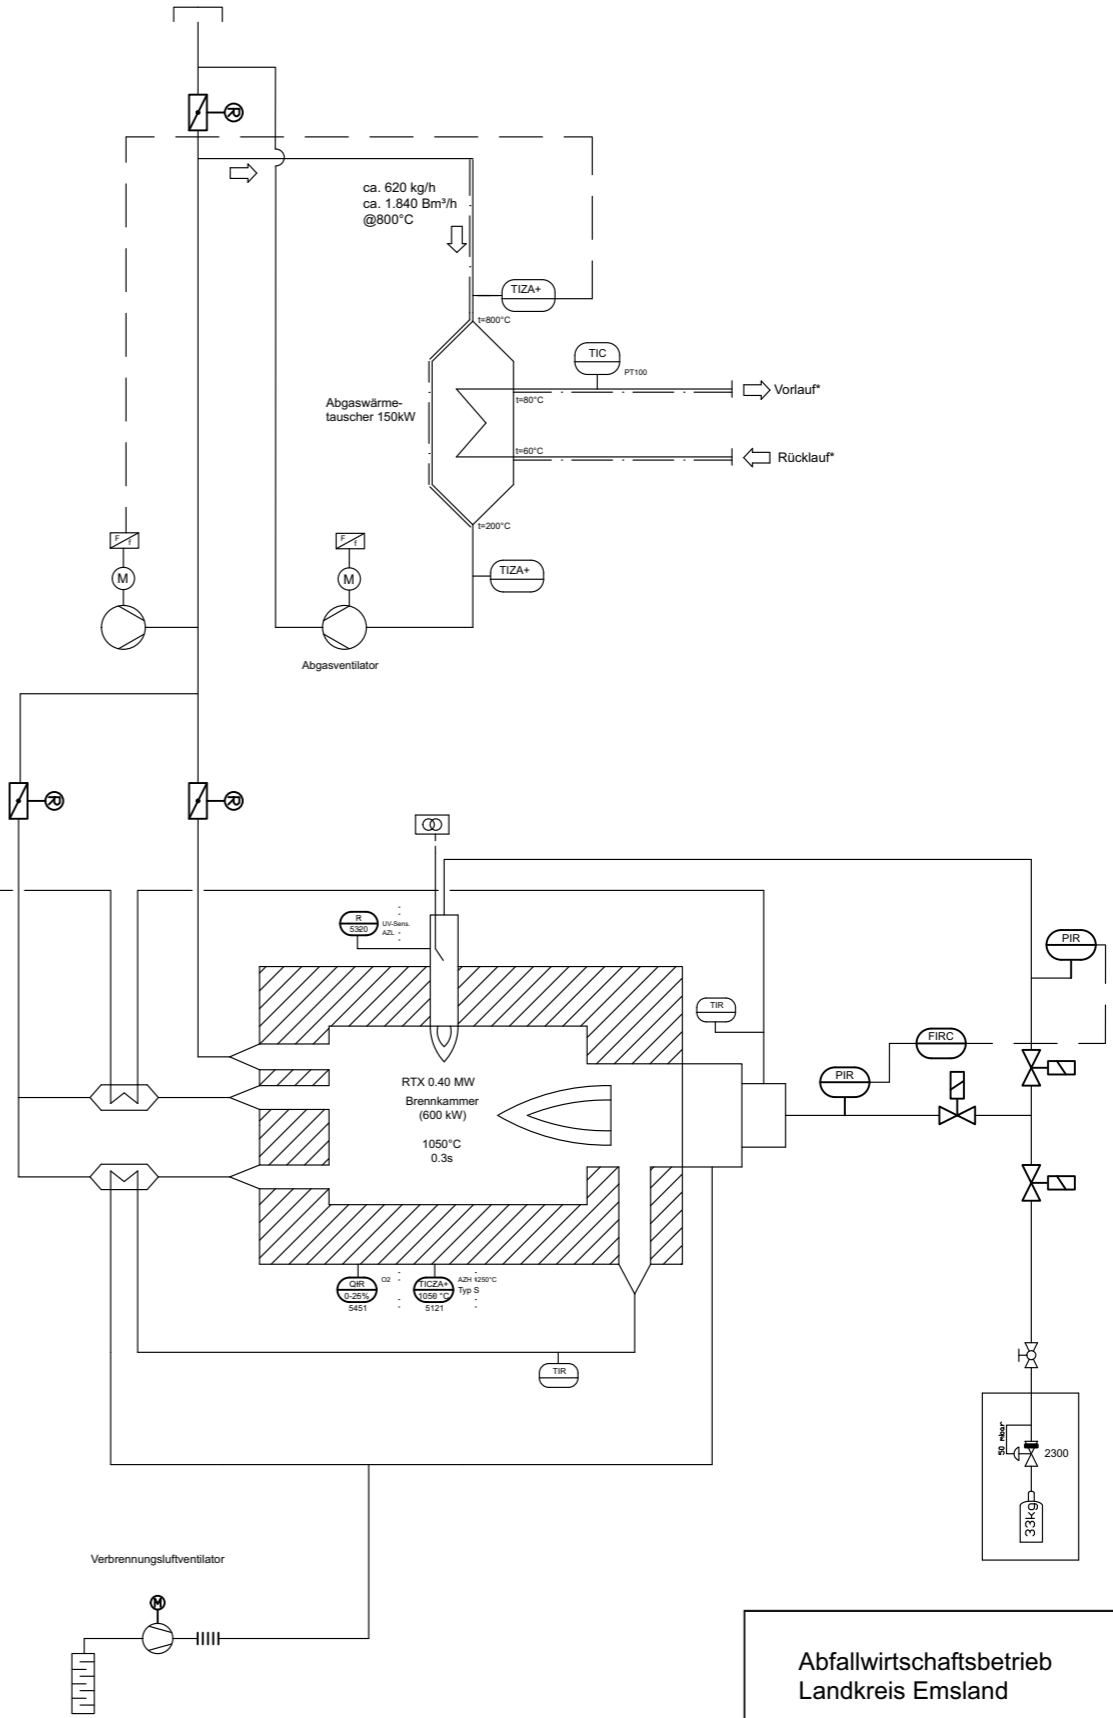 R
ca. 620 kg/h
ca. 1.840 Bm³/h
@800°C
TIZA+
t=800°C
TIC
PT100
Vorlauf*
t=80°C
Abgaswärme-
tauscher 150kW
t=60°C
Rücklauf*
t=200°C
F
f
F
f
M
M
TIZA+
Abgasventilator
R
R
R
5320
UV-Sens.
AZL
PIR
TIR
FIRC
PIR
RTX 0.40 MW
Brennkammer
(600 kW)
1050°C
0.3s
QIR
0-26%
5451
O2
TICZA+
1050 °C
5121
AZH 1250°C
Typ S
TIR
50 mbar
2300
33kg
Verbrennungsluftventilator
M
Abfallwirtschaftsbetrieb
Landkreis Emsland